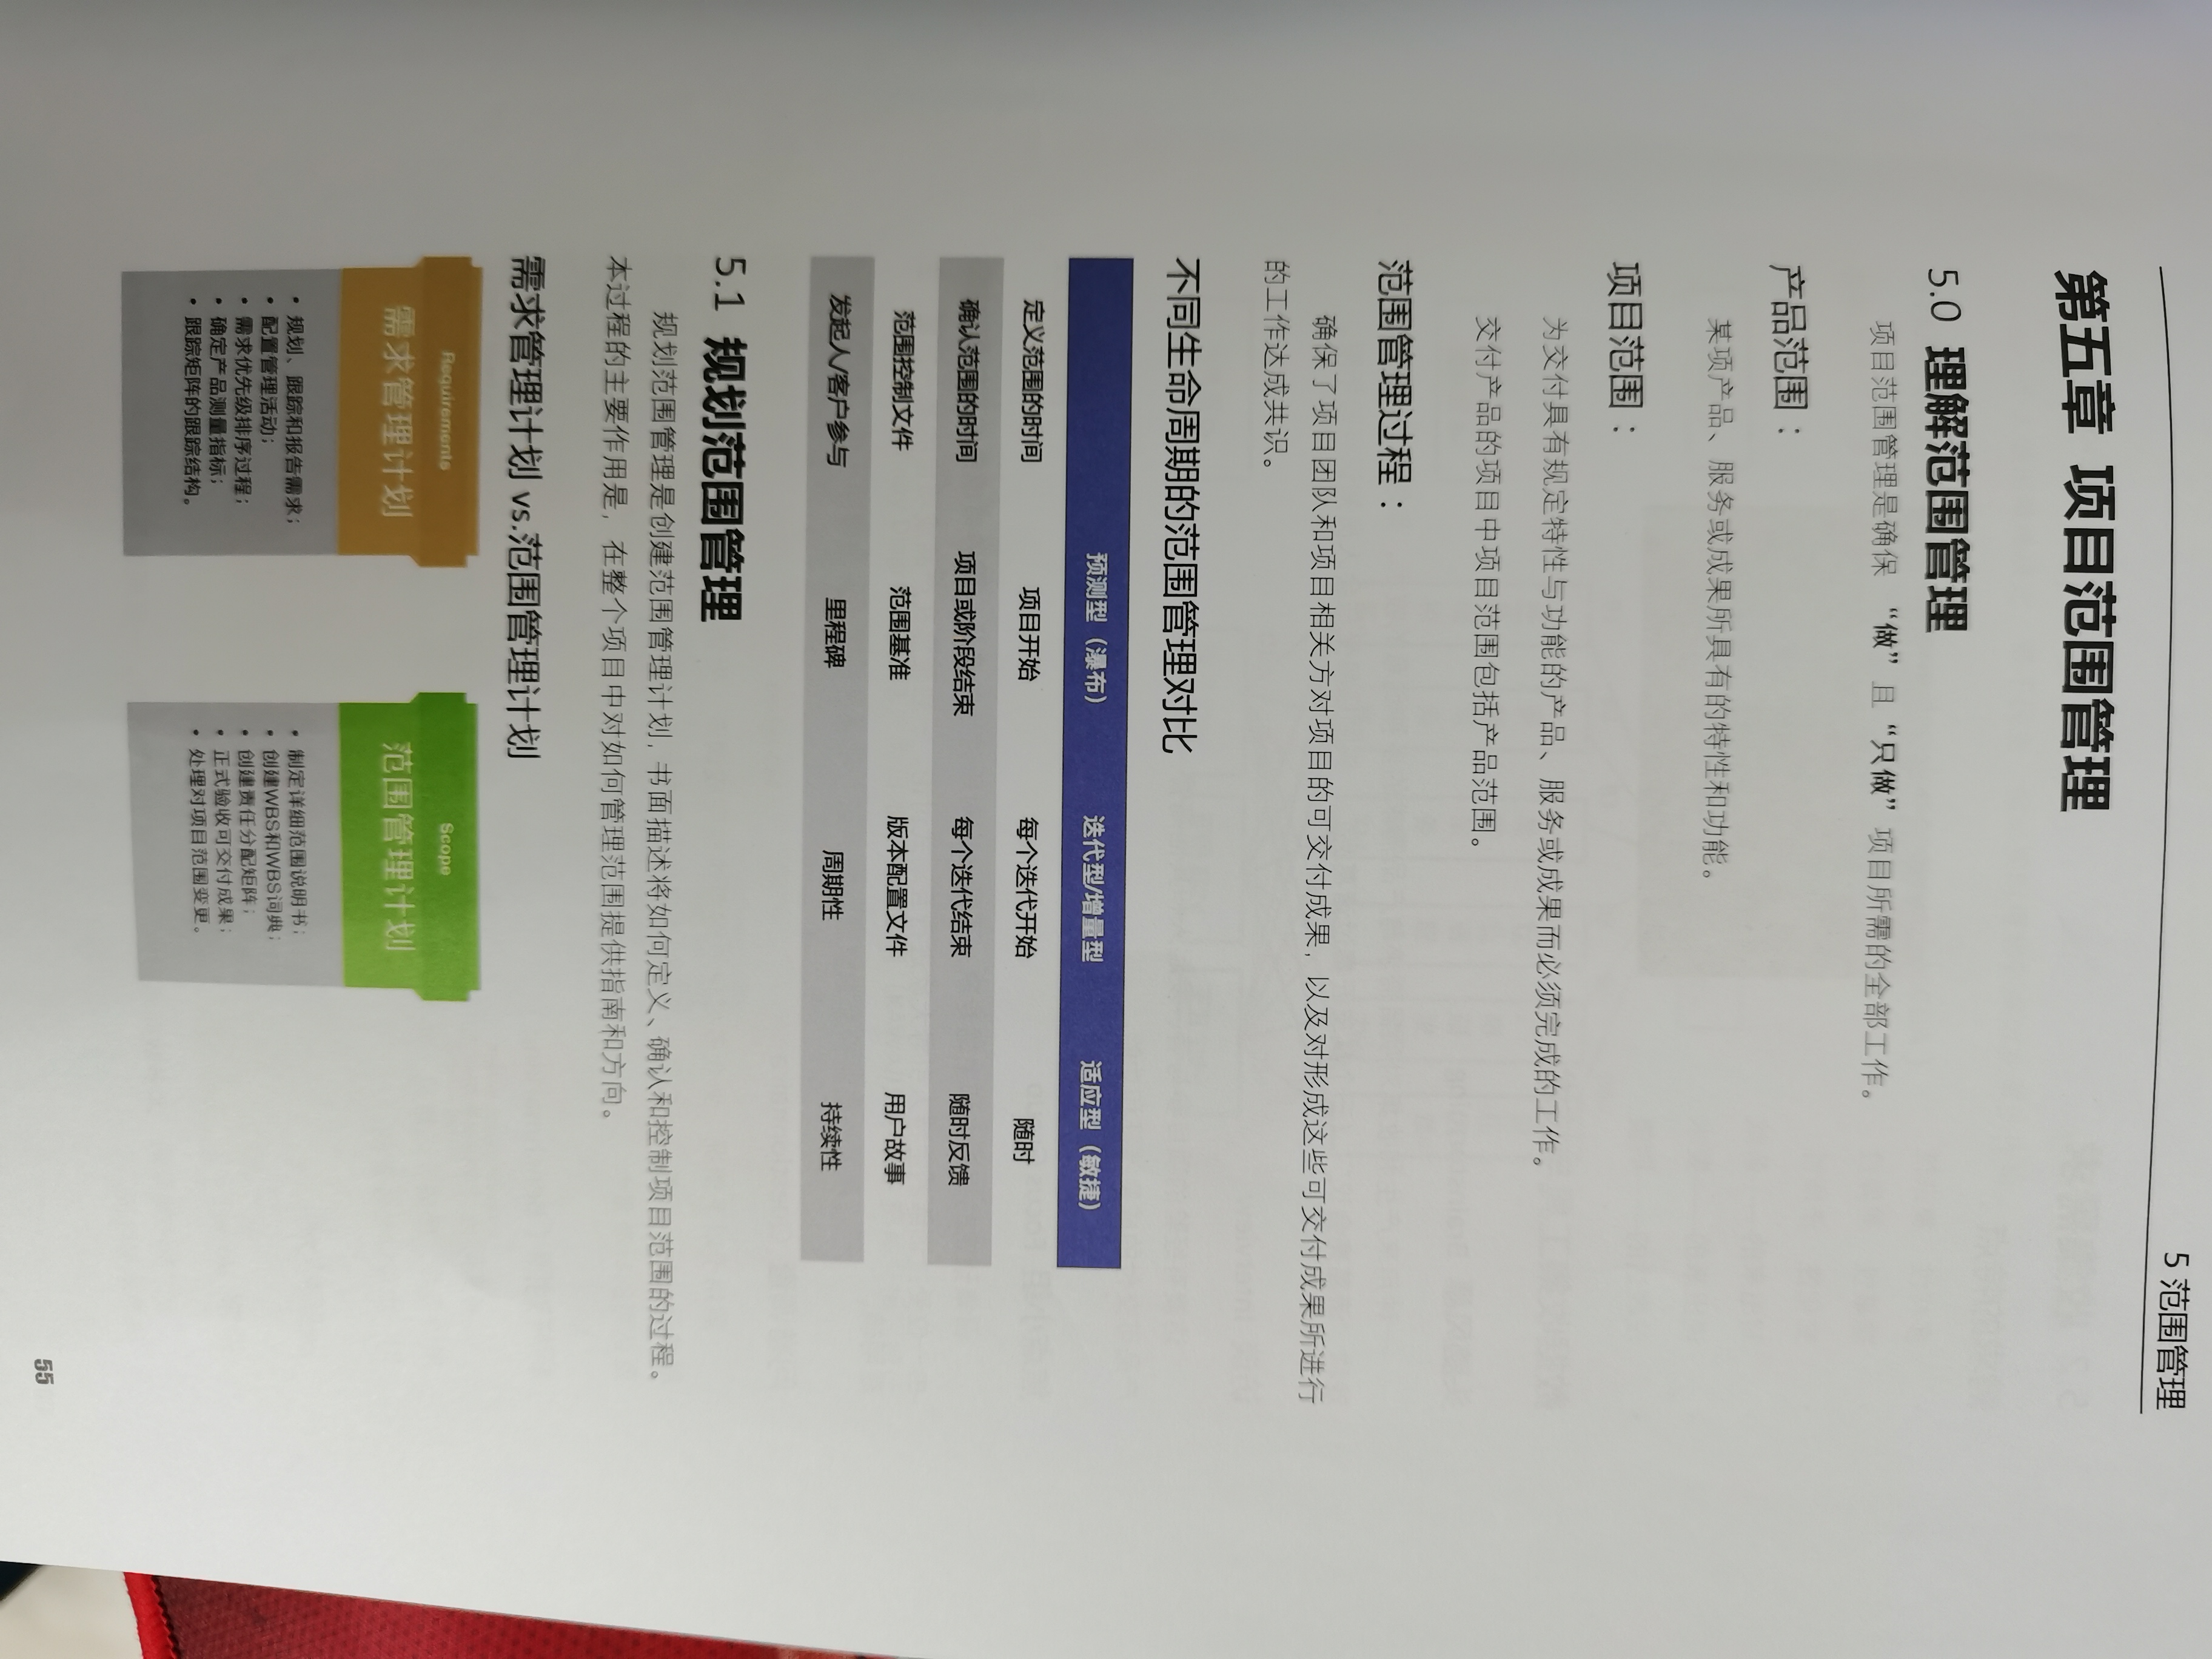 5 范围管理
第五章 项目范围管理
5.0 理解范围管理
项目范围管理是确保 “做” 且 “只做” 项目所需的全部工作。
产品范围：
某项产品、服务或成果所具有的特性和功能。
项目范围：
为交付具有规定特性与功能的产品、服务或成果而必须完成的工作。
交付产品的项目中项目范围包括产品范围。
范围管理过程：
确保了项目团队和项目相关方对项目的可交付成果，以及对形成这些可交付成果所进行
的工作达成共识。
不同生命周期的范围管理对比
预测型（瀑布） 迭代型/增量型 适应型（敏捷）
定义范围的时间 项目开始 每个迭代开始 随时
确认范围的时间 项目或阶段结束 每个迭代结束 随时反馈
范围控制文件 范围基准 版本配置文件 用户故事
发起人/客户参与 里程碑 周期性 持续性
5.1 规划范围管理
规划范围管理是创建范围管理计划，书面描述将如何定义、确认和控制项目范围的过程。
本过程的主要作用是，在整个项目中对如何管理范围提供指南和方向。
需求管理计划 vs.范围管理计划
Requirements
需求管理计划
• 规划、跟踪和报告需求；
• 配置管理活动；
• 需求优先级排序过程；
• 确定产品测量指标；
• 跟踪矩阵的跟踪结构。
Scope
范围管理计划
• 制定详细范围说明书；
• 创建WBS和WBS词典；
• 创建责任分配矩阵；
• 正式验收可交付成果；
• 处理对项目范围变更。
55